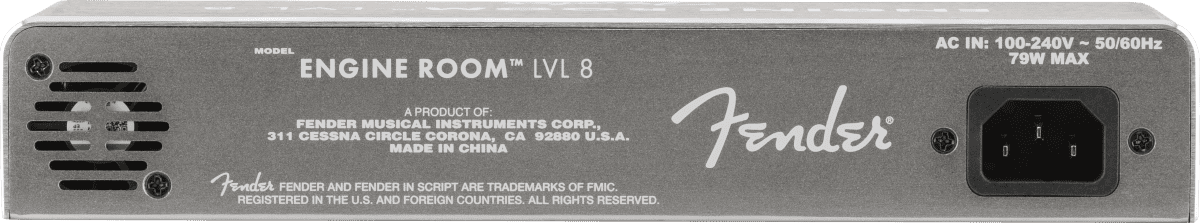 MODEL
ENGINE ROOM™ LVL 8
A PRODUCT OF:
FENDER MUSICAL INSTRUMENTS CORP.,
311 CESSNA CIRCLE CORONA, CA 92880 U.S.A.
MADE IN CHINA
Fender FENDER AND FENDER IN SCRIPT ARE TRADEMARKS OF FMIC.
REGISTERED IN THE U.S. AND FOREIGN COUNTRIES. ALL RIGHTS RESERVED.
Fender®
AC IN: 100-240V ~ 50/60Hz
79W MAX